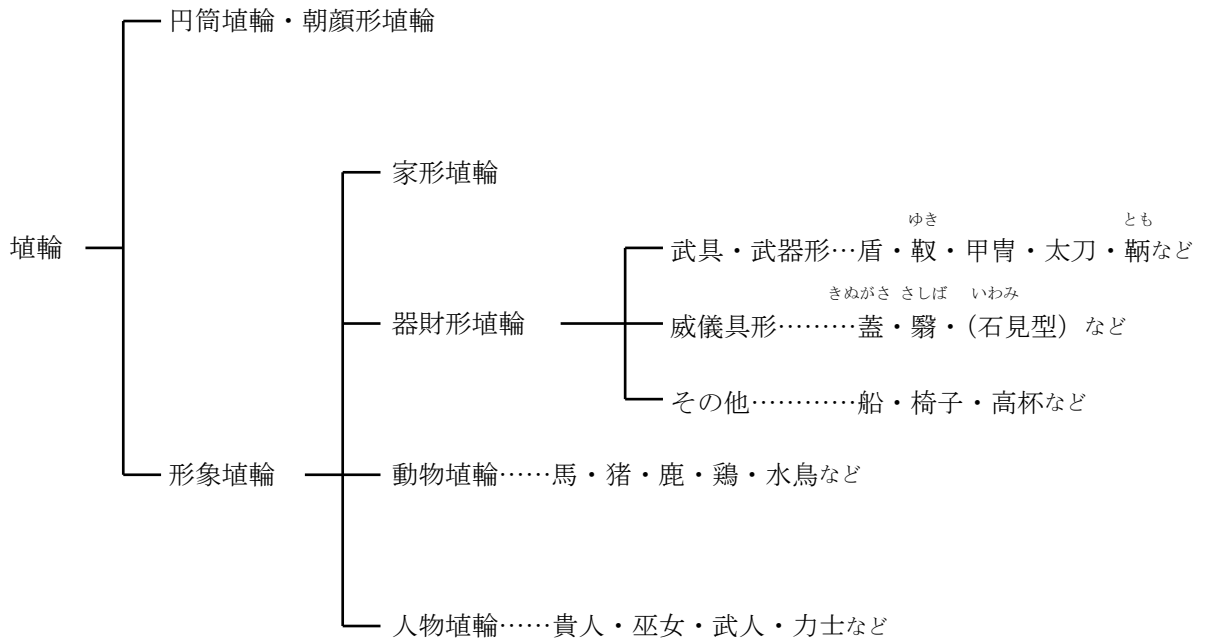 円筒埴輪・朝顔形埴輪
家形埴輪
埴輪
ゆき とも
武具・武器形…盾・靫・甲冑・太刀・鞆など
きぬがさ さしば いわみ
器財形埴輪
威儀具形………蓋・翳・（石見型）など
その他…………船・椅子・高杯など
形象埴輪
動物埴輪……馬・猪・鹿・鶏・水鳥など
人物埴輪……貴人・巫女・武人・力士など